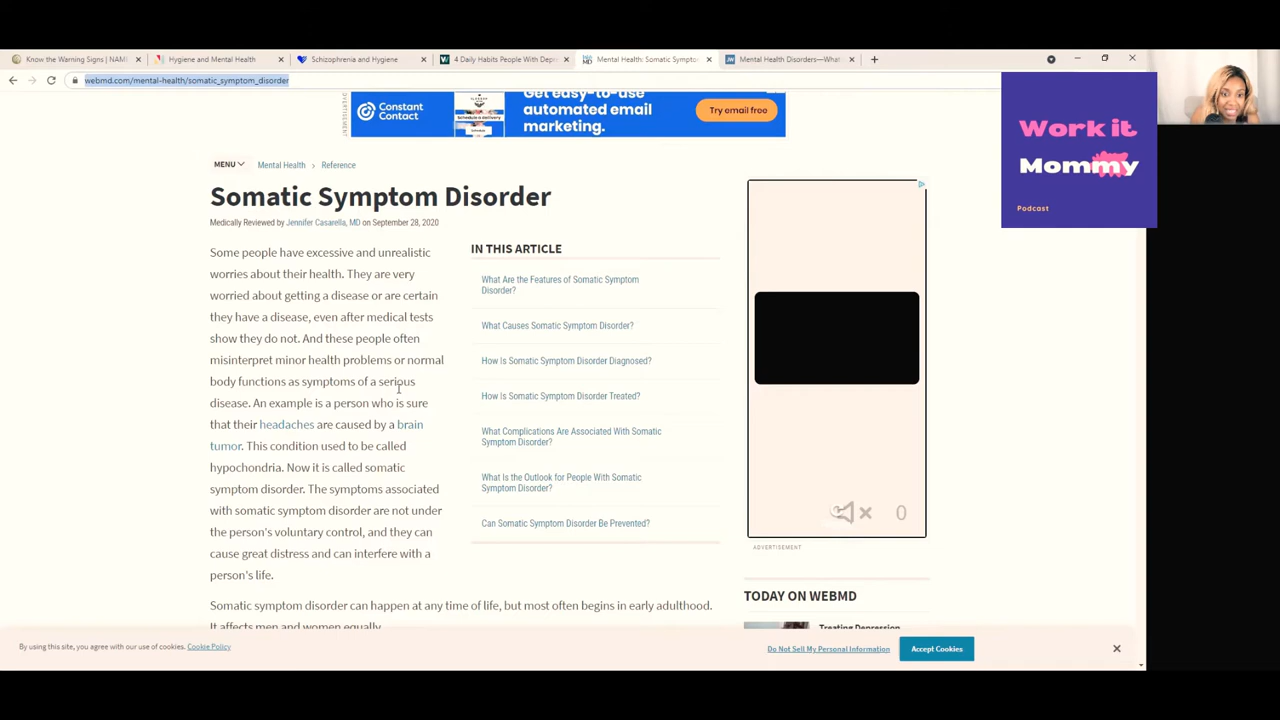 Know the Warning Signs | NAMI
Hygiene and Mental Health
Schizophrenia and Hygiene
4 Daily Habits People With Depr
Mental Health: Somatic Sympto
Mental Health Disorders—What
webmd.com/mental-health/somatic_symptom_disorder
ADVERTISEMENT
Constant
Contact
Schedule a delivery
Schedule
Get easy-to-use
automated email
marketing.
Try email free
Work it
Mommy
Podcast
MENU
Mental Health > Reference
Somatic Symptom Disorder
Medically Reviewed by Jennifer Casarella, MD on September 28, 2020
Some people have excessive and unrealistic
worries about their health. They are very
worried about getting a disease or are certain
they have a disease, even after medical tests
show they do not. And these people often
misinterpret minor health problems or normal
body functions as symptoms of a serious
disease. An example is a person who is sure
that their headaches are caused by a brain
tumor. This condition used to be called
hypochondria. Now it is called somatic
symptom disorder. The symptoms associated
with somatic symptom disorder are not under
the person's voluntary control, and they can
cause great distress and can interfere with a
person's life.
IN THIS ARTICLE
What Are the Features of Somatic Symptom
Disorder?
What Causes Somatic Symptom Disorder?
How Is Somatic Symptom Disorder Diagnosed?
How Is Somatic Symptom Disorder Treated?
What Complications Are Associated With Somatic
Symptom Disorder?
What Is the Outlook for People With Somatic
Symptom Disorder?
Can Somatic Symptom Disorder Be Prevented?
0
ADVERTISEMENT
TODAY ON WEBMD
Treating Depression
Somatic symptom disorder can happen at any time of life, but most often begins in early adulthood.
It affects men and women equally.
By using this site, you agree with our use of cookies. Cookie Policy
Do Not Sell My Personal Information
Accept Cookies